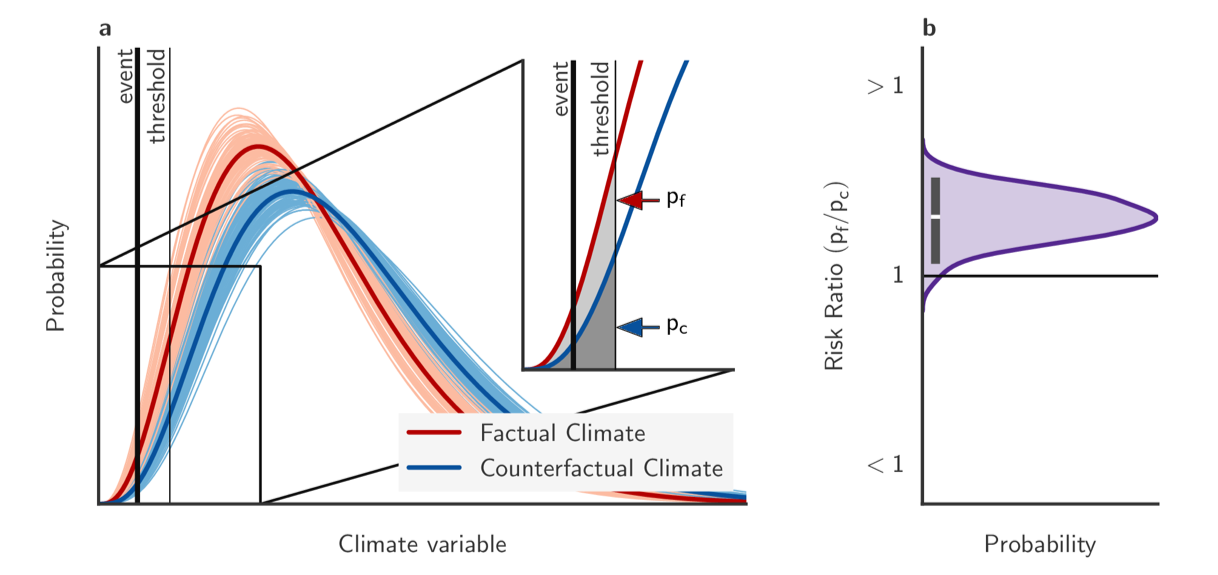 a
event
threshold
event
threshold
pf
pc
Probability
Factual Climate
Counterfactual Climate
Climate variable
b
> 1
1
< 1
Risk Ratio (pf/pc)
Probability